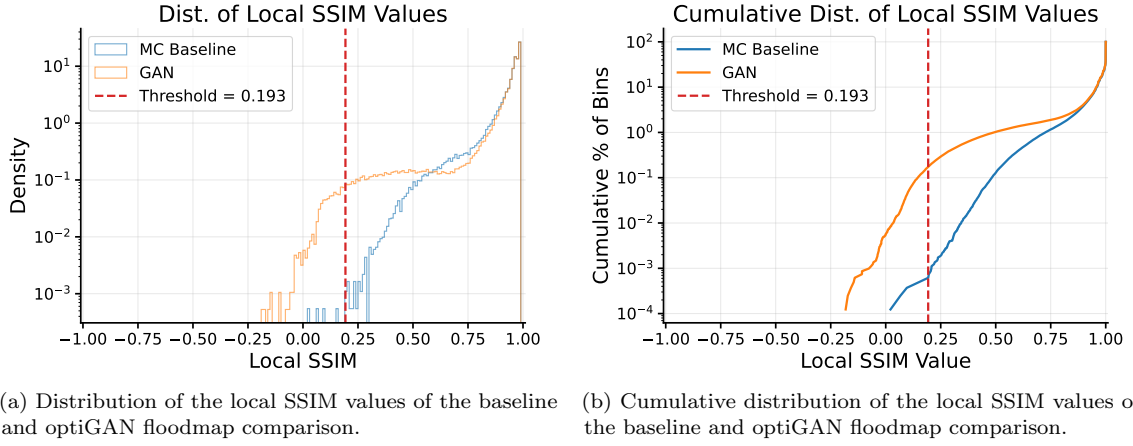 Dist. of Local SSIM Values
MC Baseline
GAN
Threshold = 0.193
Density
10^1
10^0
10^−1
10^−2
10^−3
−1.00 −0.75 −0.50 −0.25 0.00 0.25 0.50 0.75 1.00
Local SSIM
(a) Distribution of the local SSIM values of the baseline
and optiGAN floodmap comparison.
Cumulative Dist. of Local SSIM Values
MC Baseline
GAN
Threshold = 0.193
Cumulative % of Bins
10^2
10^1
10^0
10^−1
10^−2
10^−3
10^−4
−1.00 −0.75 −0.50 −0.25 0.00 0.25 0.50 0.75 1.00
Local SSIM Value
(b) Cumulative distribution of the local SSIM values o
the baseline and optiGAN floodmap comparison.